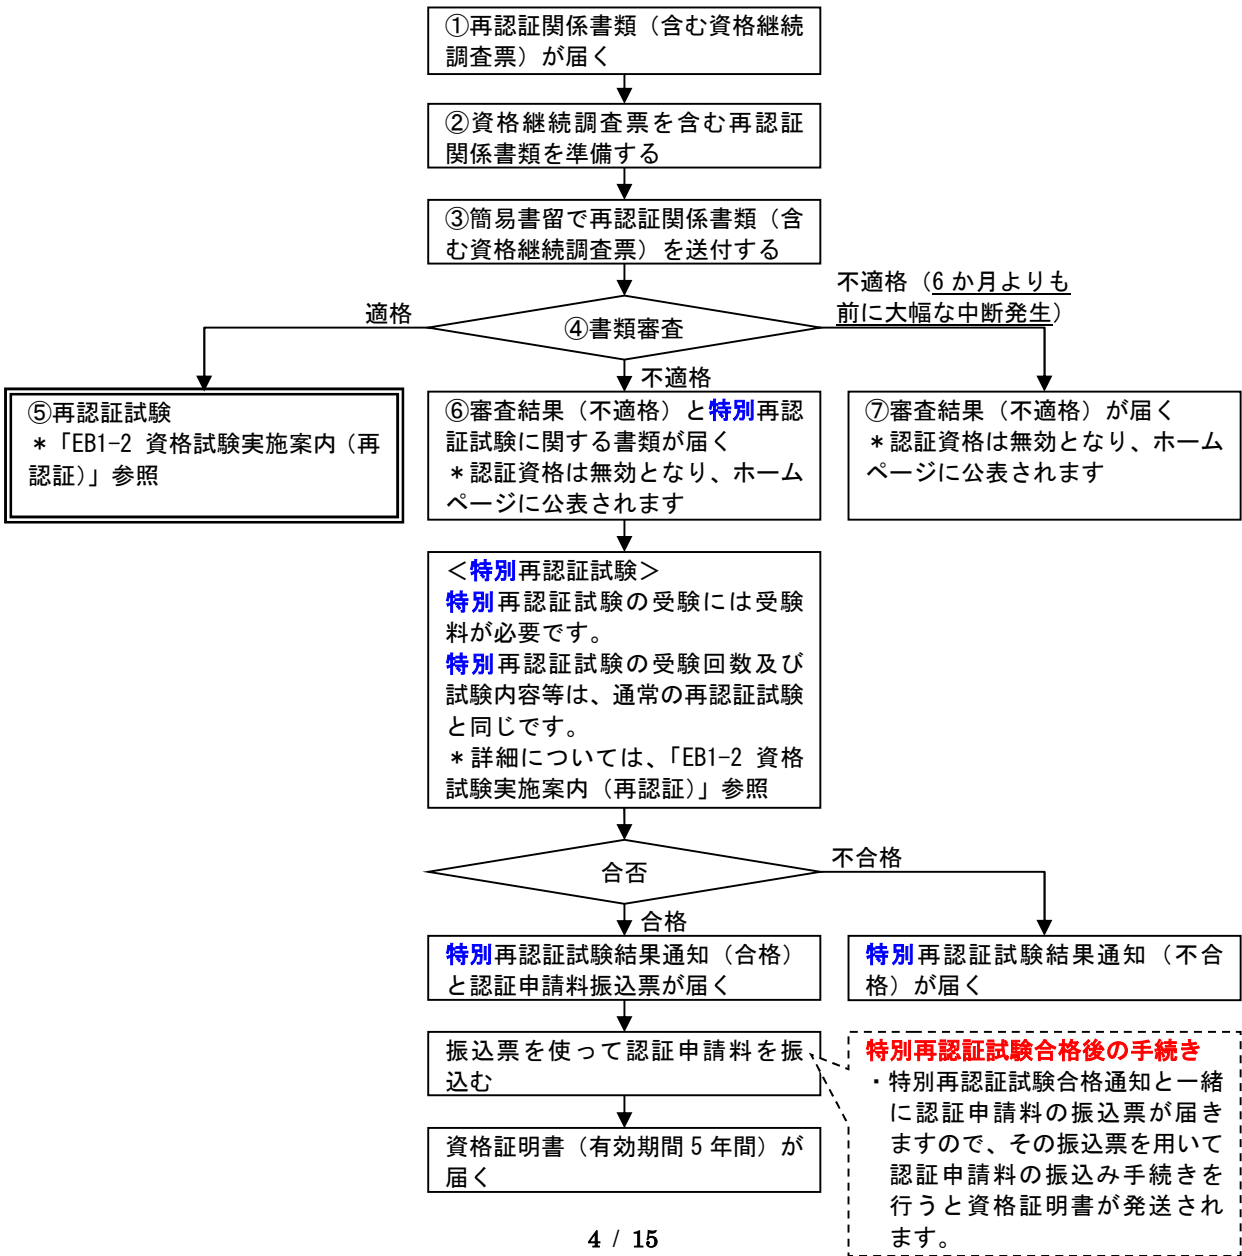 ①再認証関係書類（含む資格継続
調査票）が届く
②資格継続調査票を含む再認証
関係書類を準備する
③簡易書留で再認証関係書類（含
む資格継続調査票）を送付する
不適格（6 か月よりも
前に大幅な中断発生）
適格
④書類審査
不適格
⑤再認証試験
＊「EB1-2 資格試験実施案内（再
認証）」参照
⑥審査結果（不適格）と特別再認
証試験に関する書類が届く
＊認証資格は無効となり、ホーム
ページに公表されます
⑦審査結果（不適格）が届く
＊認証資格は無効となり、ホーム
ページに公表されます
＜特別再認証試験＞
特別再認証試験の受験には受験
料が必要です。
特別再認証試験の受験回数及び
試験内容等は、通常の再認証試験
と同じです。
＊詳細については、「EB1-2 資格
試験実施案内（再認証）」参照
合否
不合格
合格
特別再認証試験結果通知（合格）
と認証申請料振込票が届く
特別再認証試験結果通知（不合
格）が届く
振込票を使って認証申請料を振
込む
特別再認証試験合格後の手続き
・特別再認証試験合格通知と一緒
に認証申請料の振込票が届き
ますので、その振込票を用いて
認証申請料の振込み手続きを
行うと資格証明書が発送され
ます。
資格証明書（有効期間 5 年間）が
届く
4 / 15